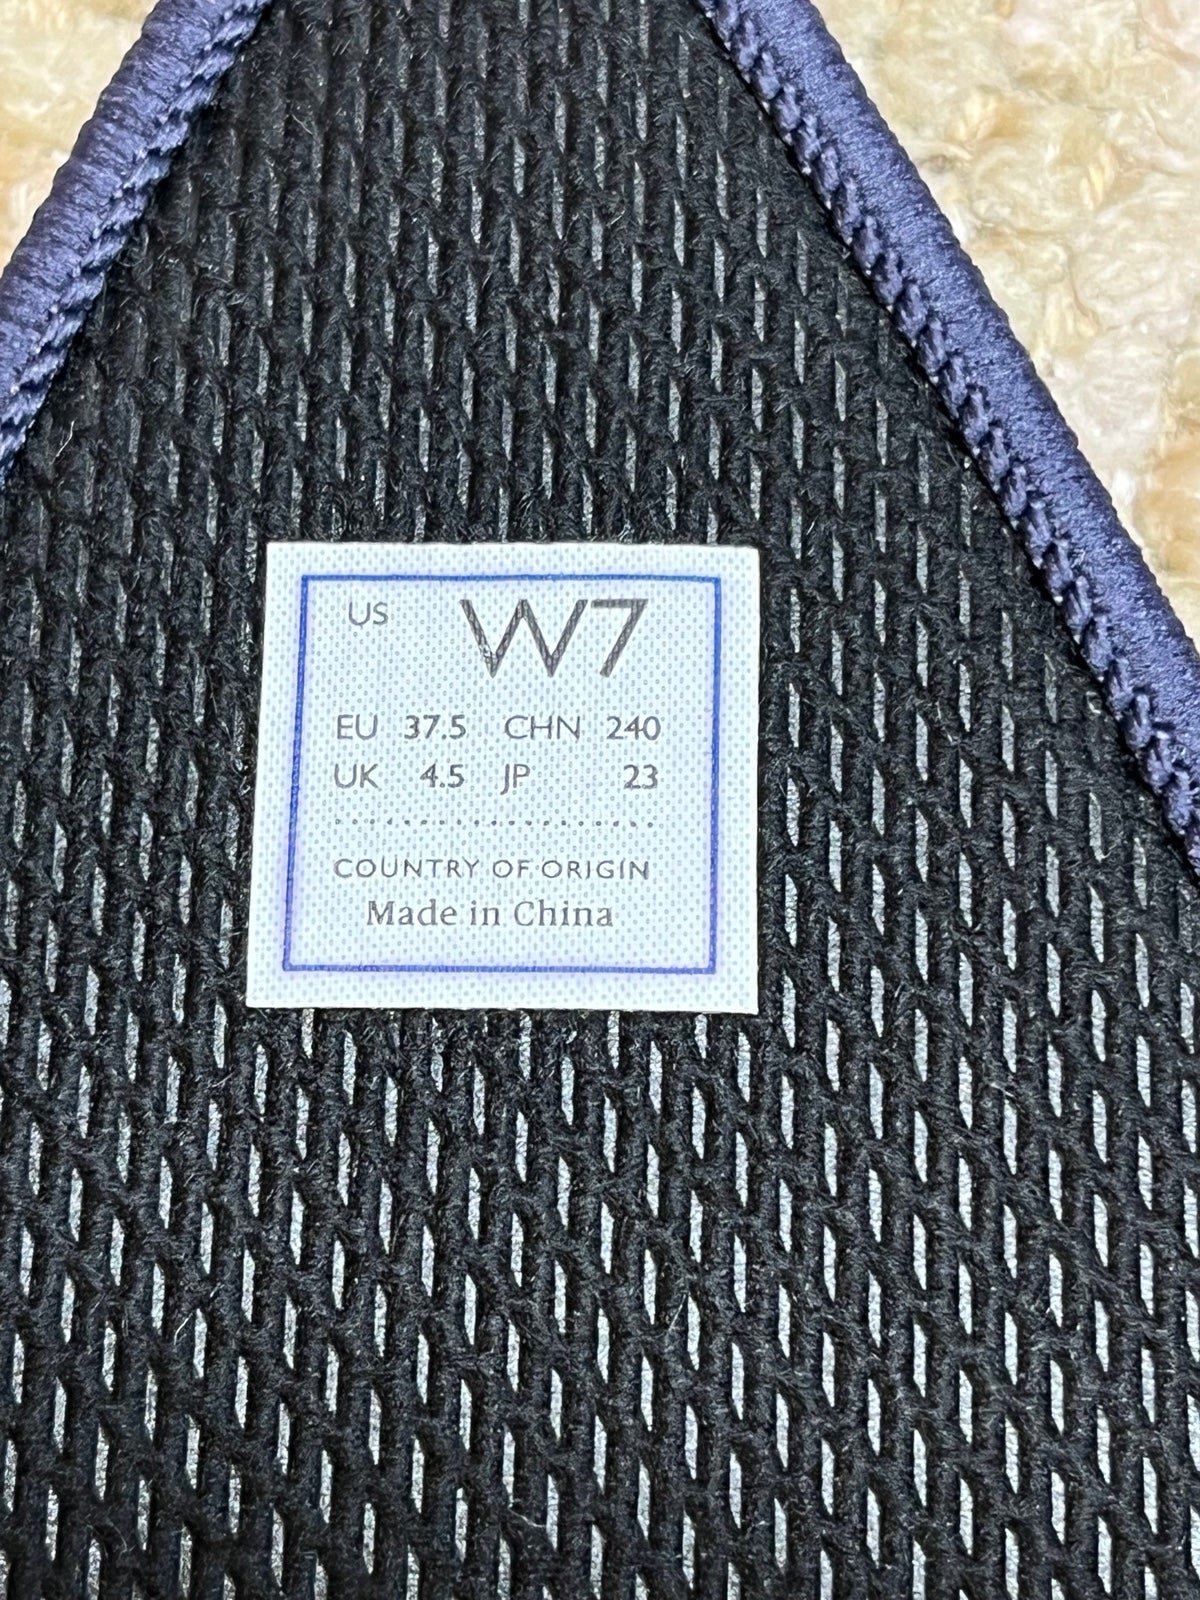 US W7
EU 37.5 CHN 240
UK 4.5 JP 23
COUNTRY OF ORIGIN
Made in China